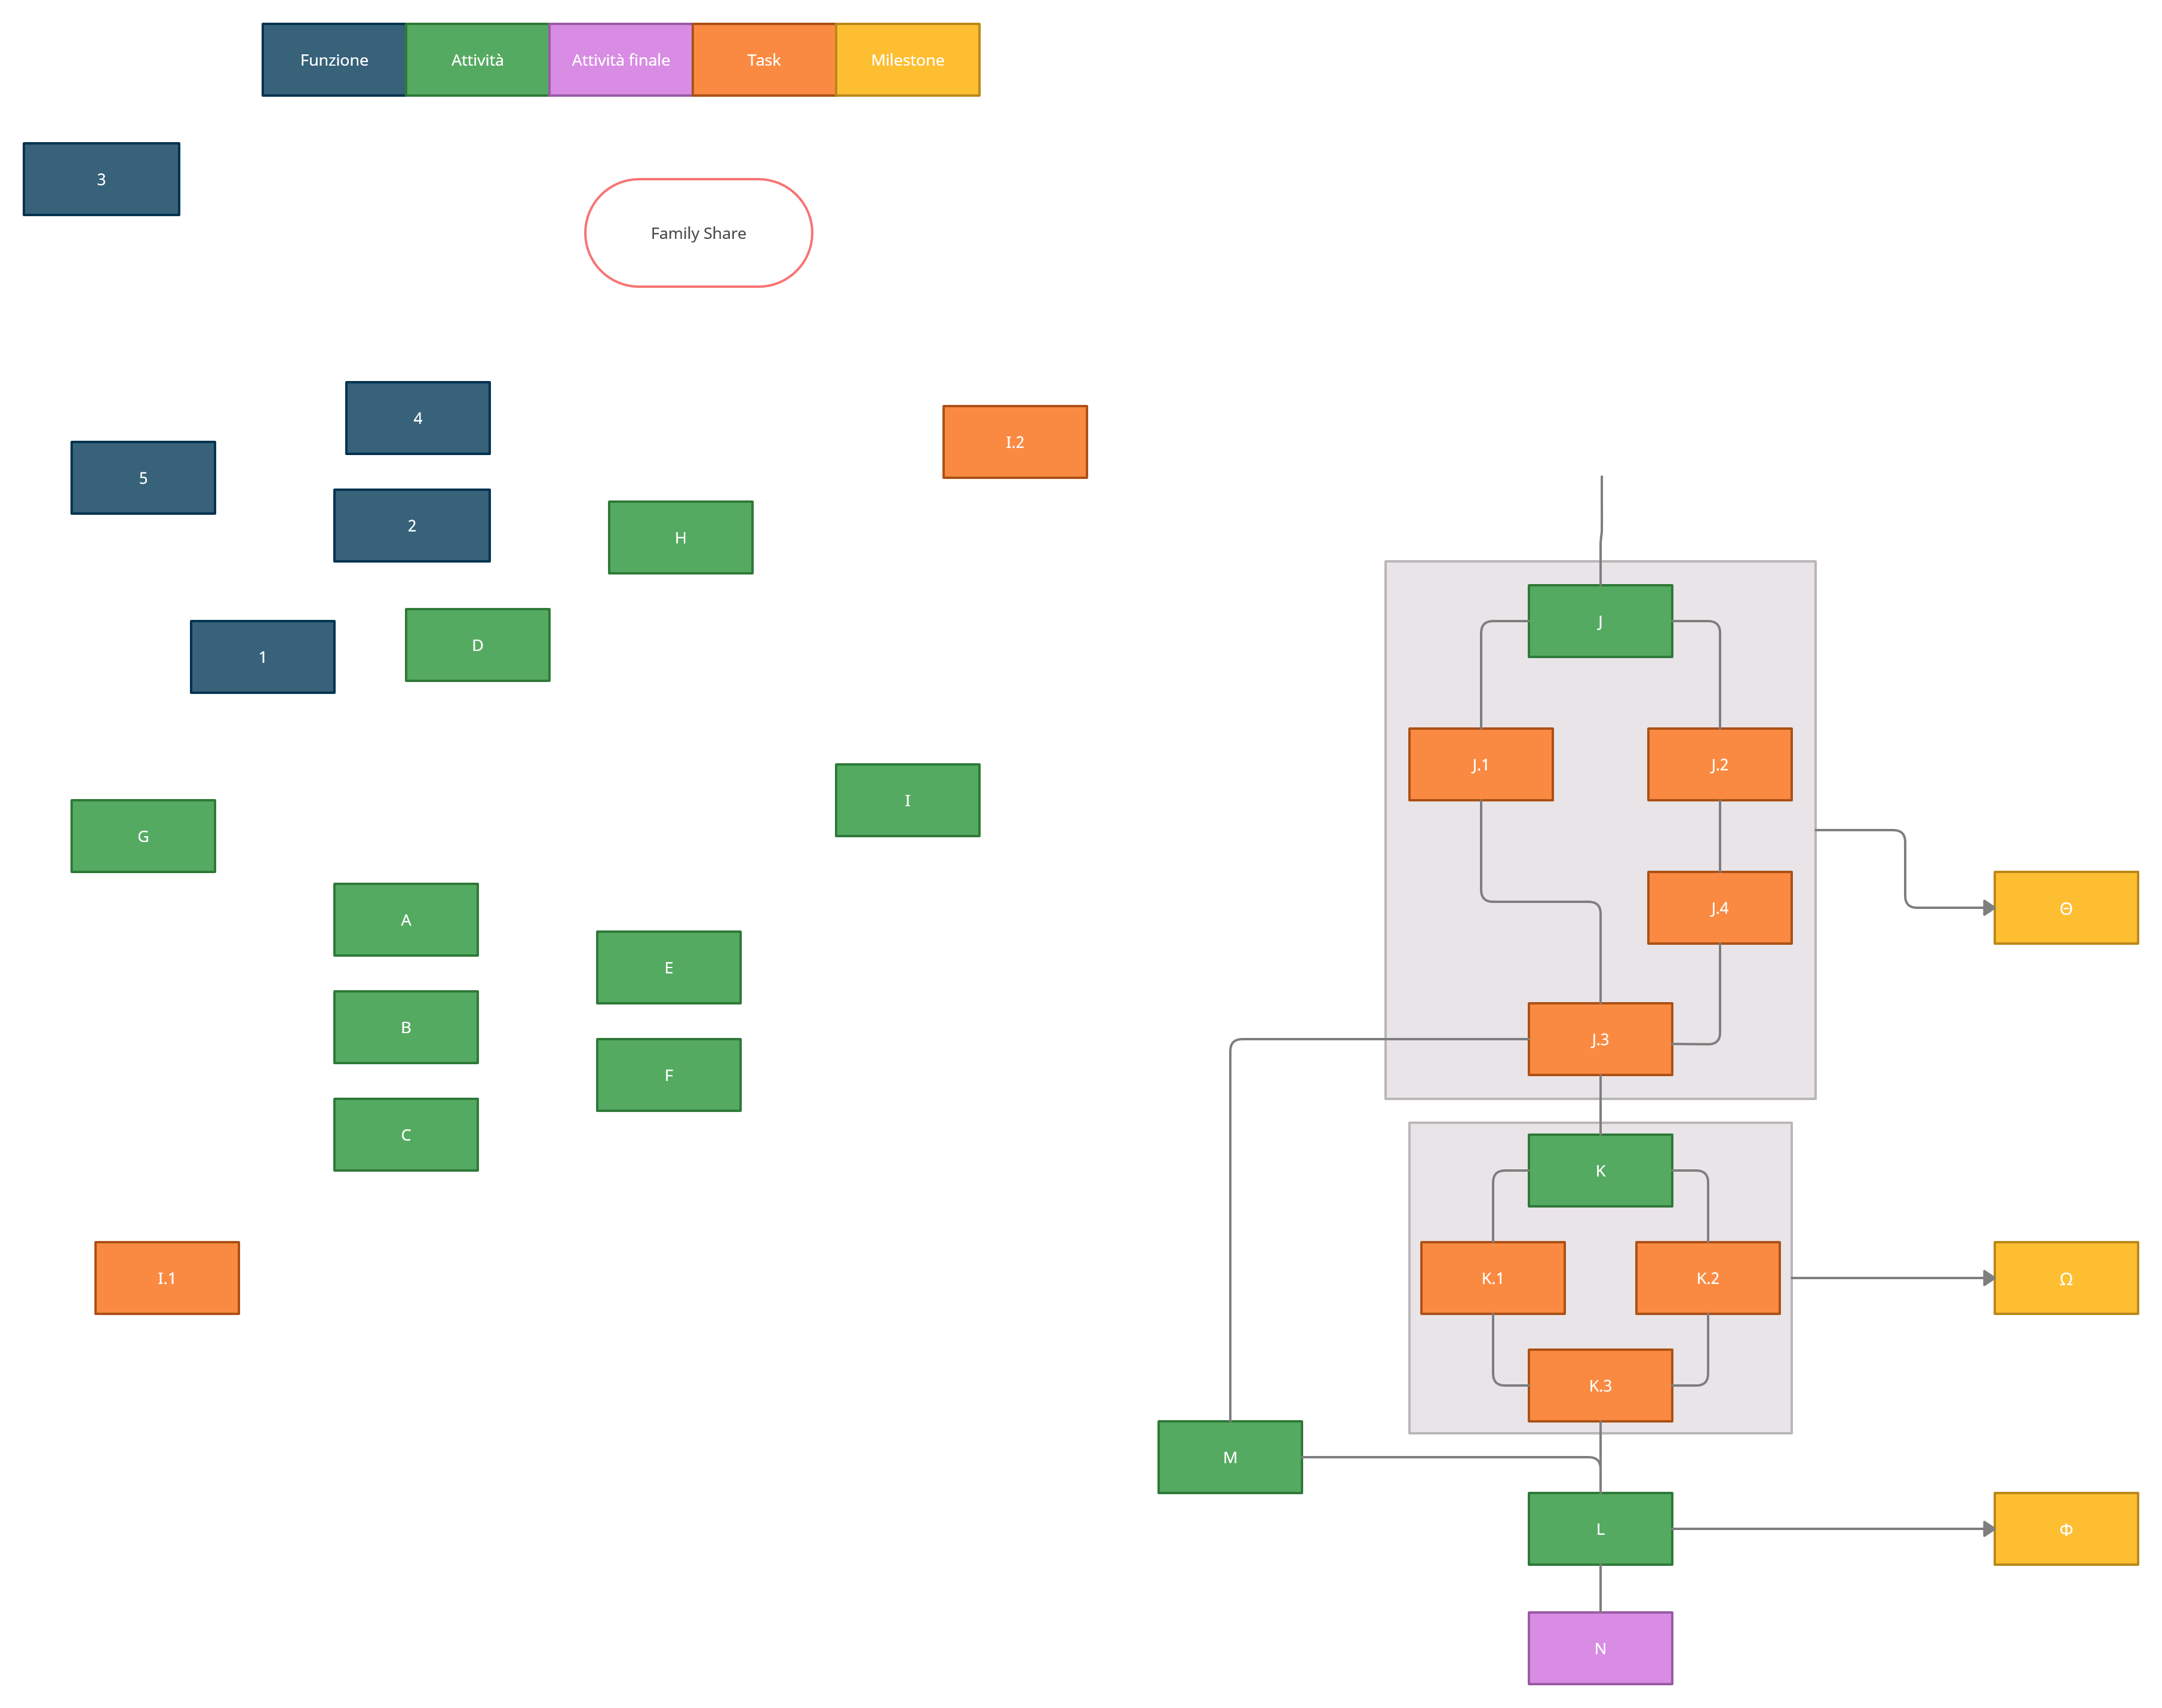 Funzione
Attività
Attività finale
Task
Milestone
3
Family Share
4
I.2
5
2
H
J
D
1
J.1
J.2
I
G
J.4
Θ
A
E
B
J.3
F
C
K
I.1
K.1
K.2
Ω
K.3
M
L
Φ
N